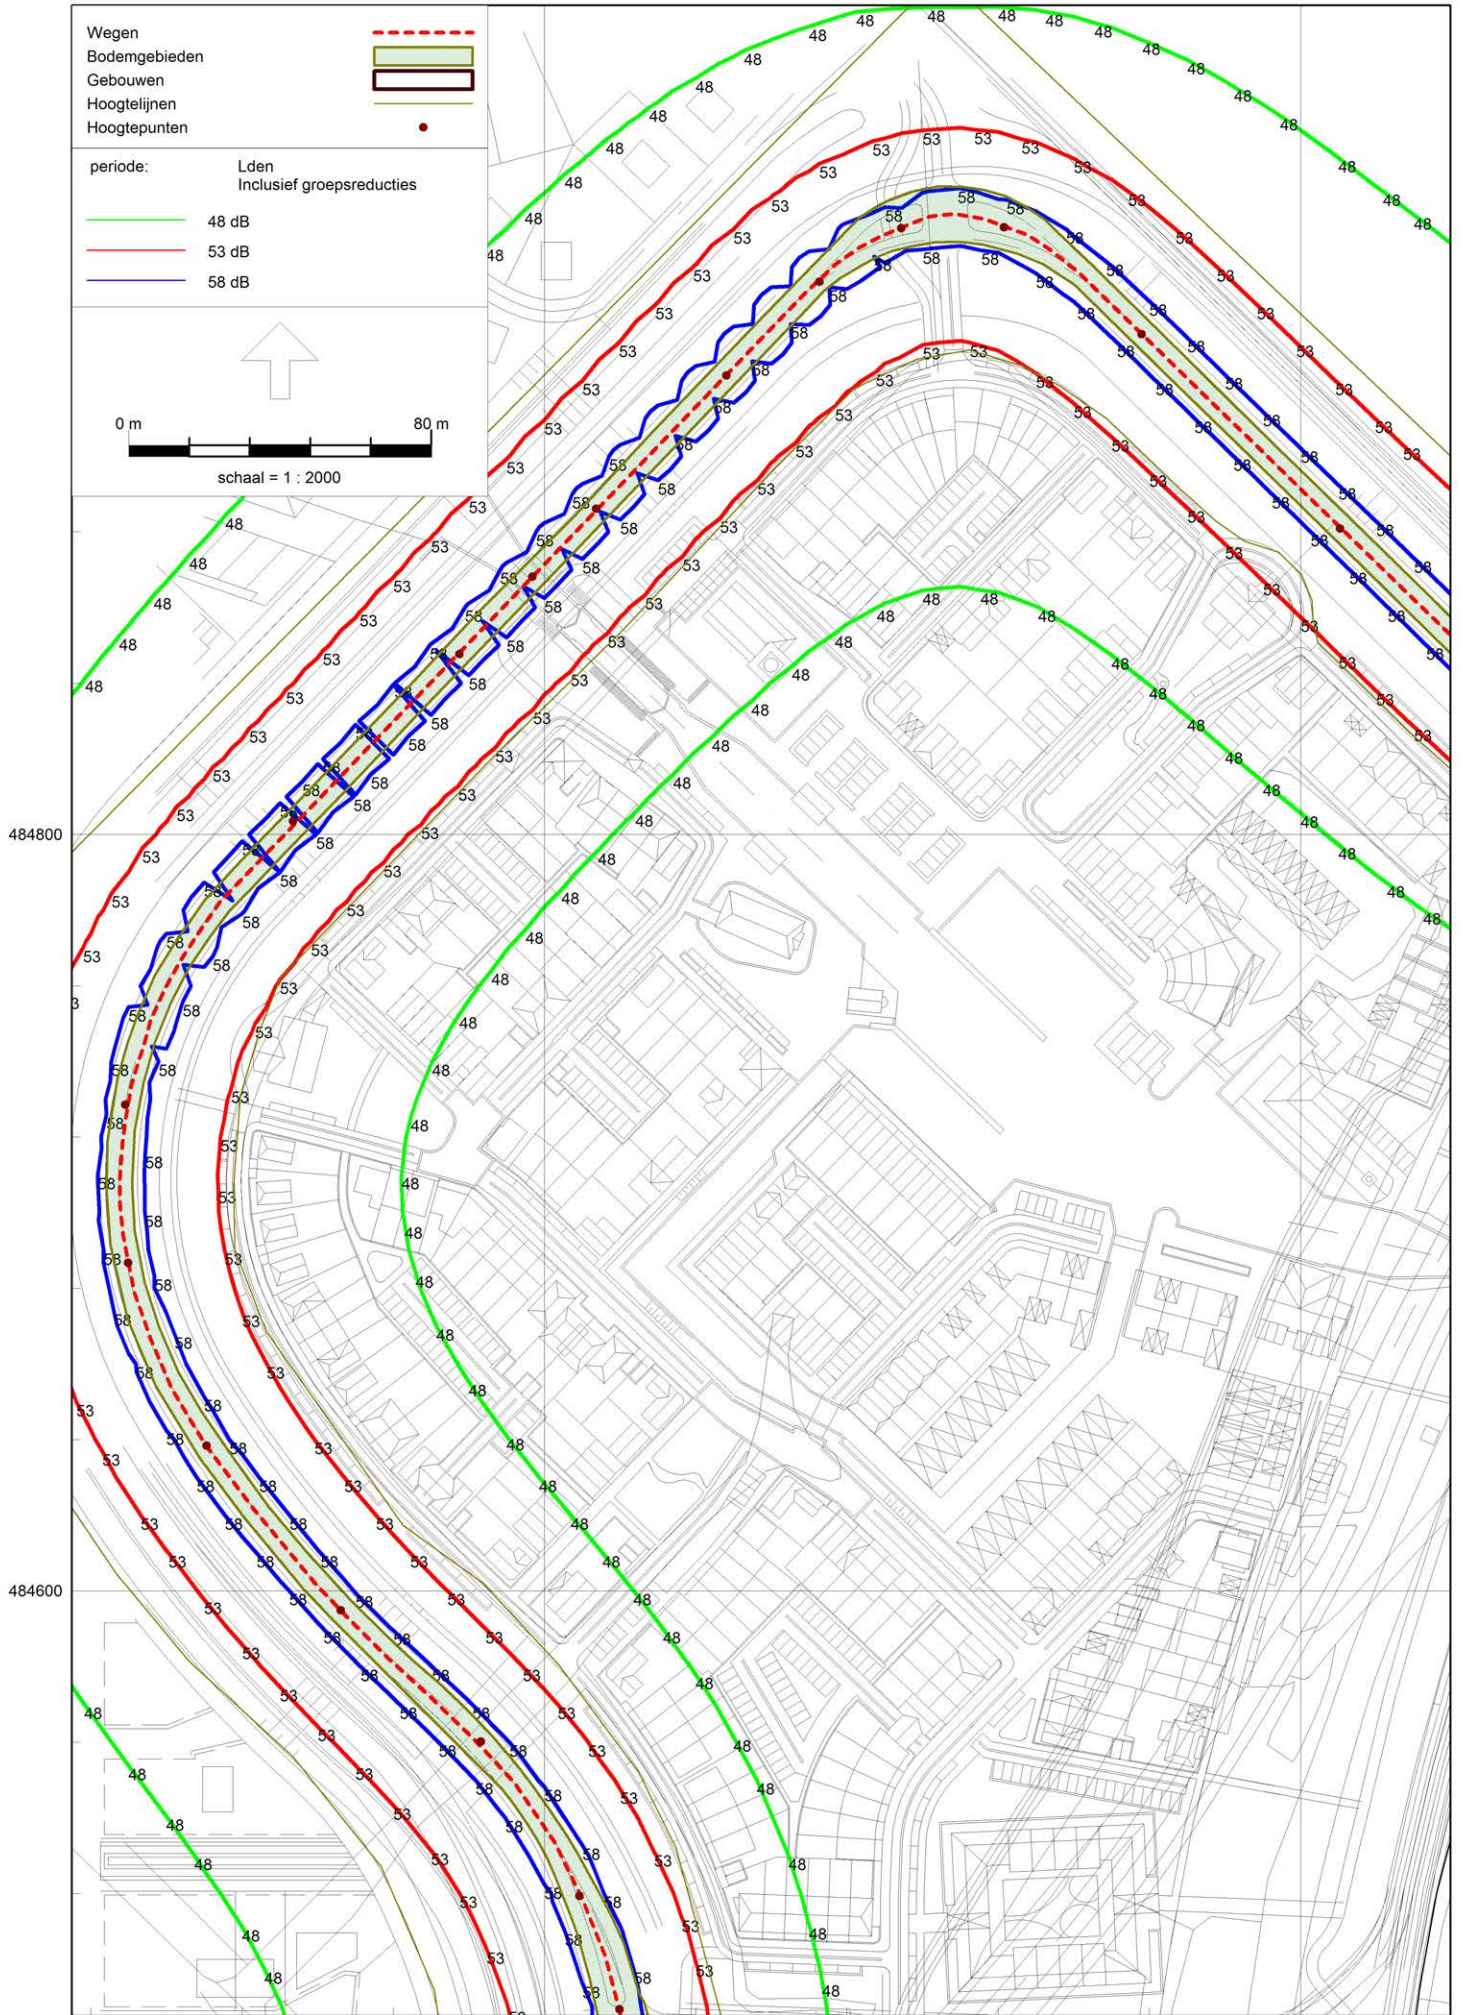 Wegen
Bodemgebieden
Gebouwen
Hoogtelijnen
Hoogtepunten
periode: Lden
Inclusief groepsreducties
48 dB
53 dB
58 dB
0 m 80 m
schaal = 1 : 2000
484800
484600
48
53
58